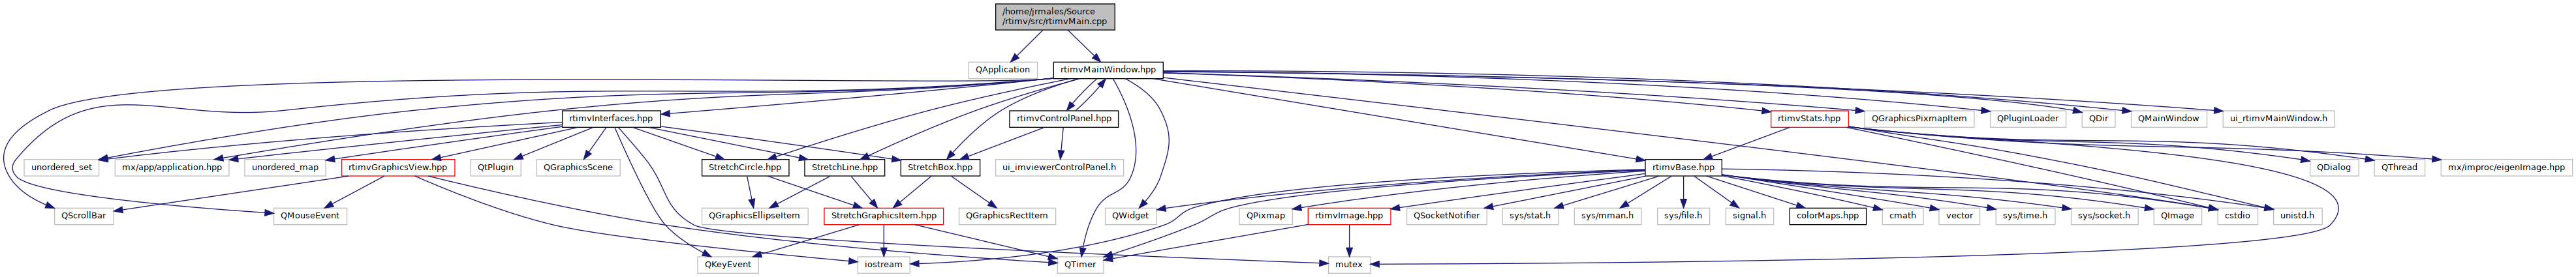 /home/jrmales/Source
/rtimv/src/rtimvMain.cpp
QApplication
rtimvMainWindow.hpp
rtimvInterfaces.hpp
rtimvControlPanel.hpp
rtimvStats.hpp
QGraphicsPixmapItem
QPluginLoader
QDir
QMainWindow
ui_rtimvMainWindow.h
unordered_set
mx/app/application.hpp
unordered_map
rtimvGraphicsView.hpp
QtPlugin
QGraphicsScene
StretchCircle.hpp
StretchLine.hpp
StretchBox.hpp
ui_imviewerControlPanel.h
rtimvBase.hpp
QDialog
QThread
mx/improc/eigenImage.hpp
QScrollBar
QMouseEvent
QGraphicsEllipseItem
StretchGraphicsItem.hpp
QGraphicsRectItem
QWidget
QPixmap
rtimvImage.hpp
QSocketNotifier
sys/stat.h
sys/mman.h
sys/file.h
signal.h
colorMaps.hpp
cmath
vector
sys/time.h
sys/socket.h
QImage
cstdio
unistd.h
QKeyEvent
iostream
QTimer
mutex